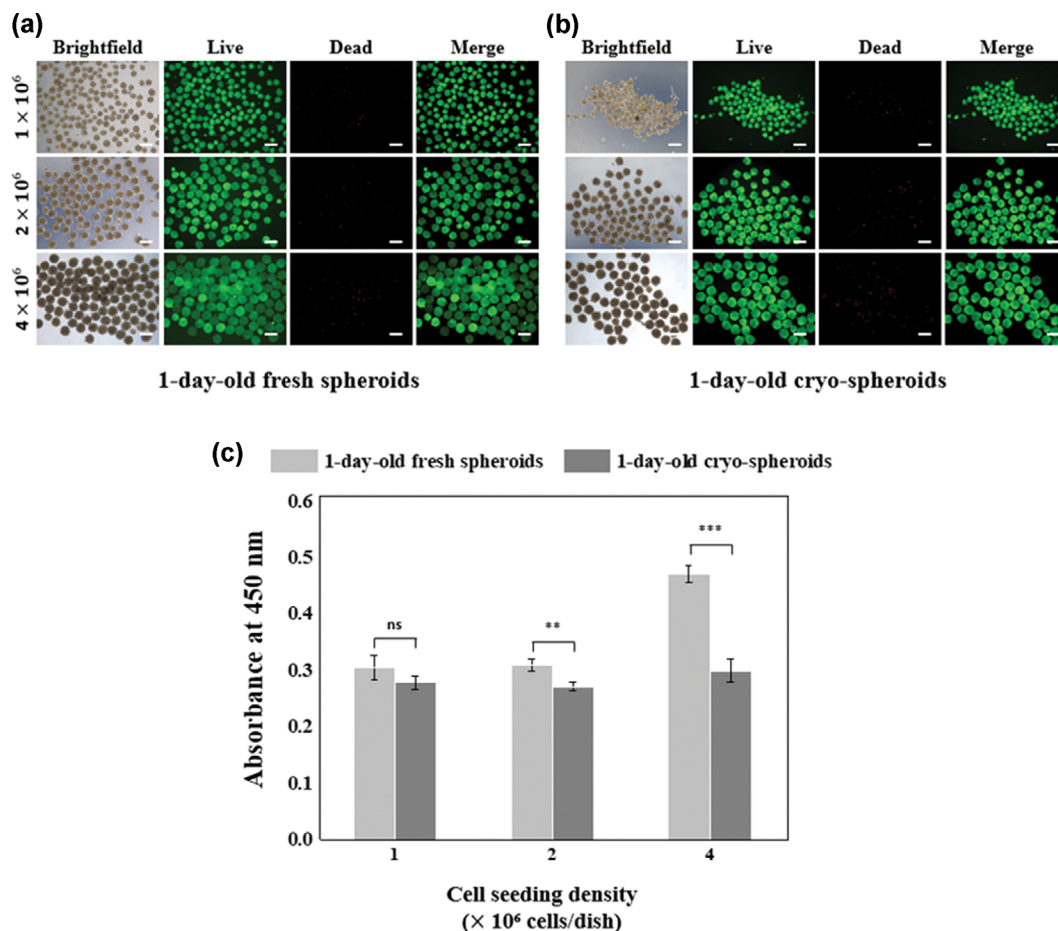 (a)
Brightfield Live Dead Merge
1 × 10⁶
2 × 10⁶
4 × 10⁶
1-day-old fresh spheroids
(b)
Brightfield Live Dead Merge
1-day-old cryo-spheroids
(c)
1-day-old fresh spheroids 1-day-old cryo-spheroids
Absorbance at 450 nm
0.6
0.5
0.4
0.3
0.2
0.1
0.0
ns
**
***
1 2 4
Cell seeding density
(× 10⁶ cells/dish)